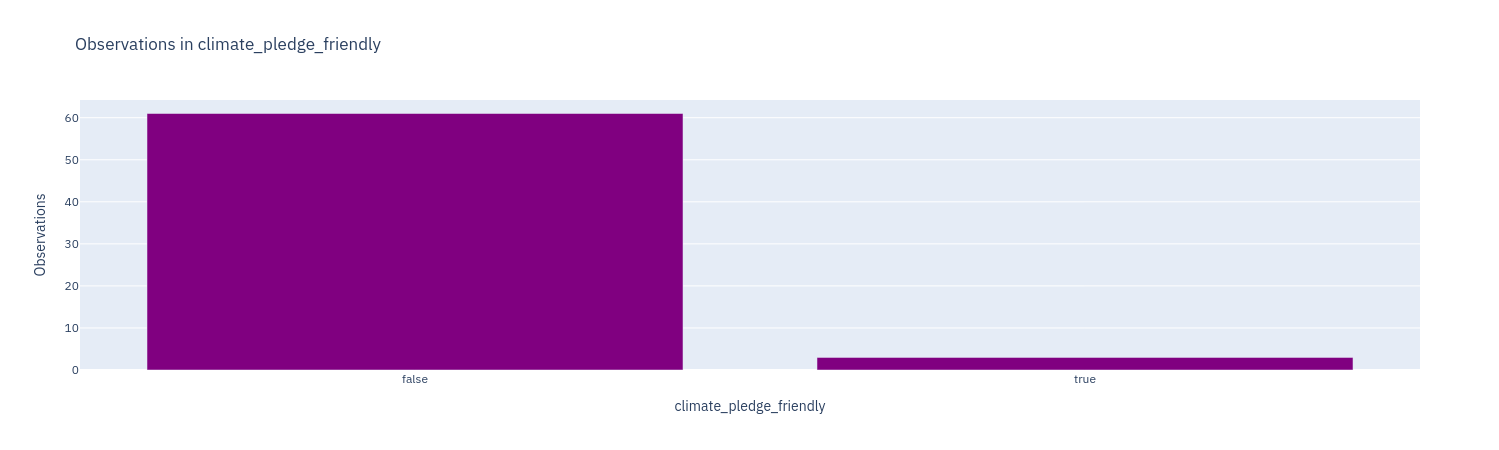 Observations in climate_pledge_friendly
60
50
40
30
20
10
0
Observations
false
true
climate_pledge_friendly